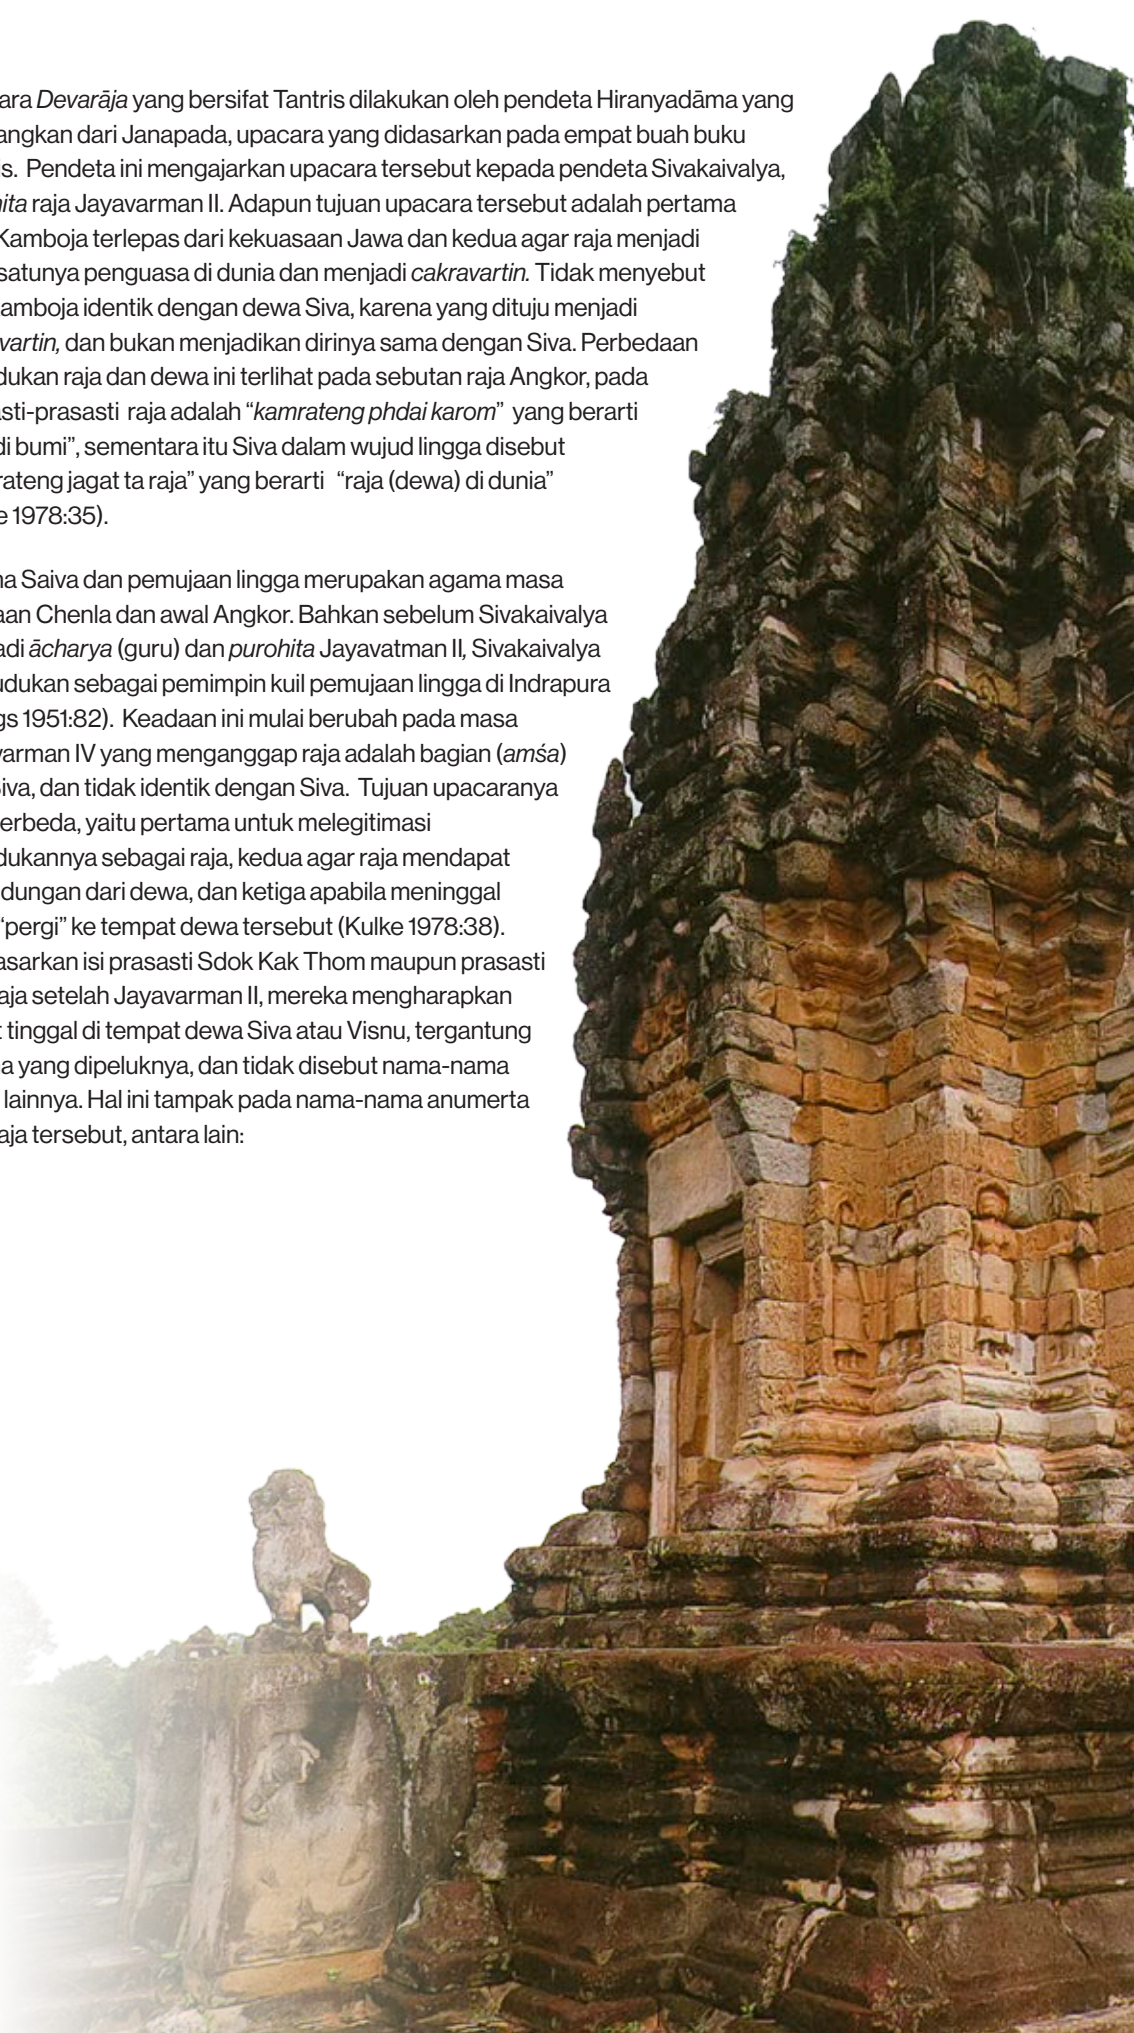 ara Devarāja yang bersifat Tantris dilakukan oleh pendeta Hiranyadāma yang
angkan dari Janapada, upacara yang didasarkan pada empat buah buku
is. Pendeta ini mengajarkan upacara tersebut kepada pendeta Sivakaivalya,
ita raja Jayavarman II. Adapun tujuan upacara tersebut adalah pertama
Kamboja terlepas dari kekuasaan Jawa dan kedua agar raja menjadi
satunya penguasa di dunia dan menjadi cakravartin. Tidak menyebut
amboja identik dengan dewa Siva, karena yang dituju menjadi
vartin, dan bukan menjadikan dirinya sama dengan Siva. Perbedaan
dukan raja dan dewa ini terlihat pada sebutan raja Angkor, pada
asti-prasasti raja adalah “kamrateng phdai karom” yang berarti
di bumi”, sementara itu Siva dalam wujud lingga disebut
rateng jagat ta raja” yang berarti “raja (dewa) di dunia”
e 1978:35).
na Saiva dan pemujaan lingga merupakan agama masa
aan Chenla dan awal Angkor. Bahkan sebelum Sivakaivalya
adi ācharya (guru) dan purohita Jayavatman II, Sivakaivalya
udukan sebagai pemimpin kuil pemujaan lingga di Indrapura
gs 1951:82). Keadaan ini mulai berubah pada masa
varman IV yang menganggap raja adalah bagian (amśa)
Siva, dan tidak identik dengan Siva. Tujuan upacaranya
erbeda, yaitu pertama untuk melegitimasi
dukannya sebagai raja, kedua agar raja mendapat
dungan dari dewa, dan ketiga apabila meninggal
“pergi” ke tempat dewa tersebut (Kulke 1978:38).
asarkan isi prasasti Sdok Kak Thom maupun prasasti
aja setelah Jayavarman II, mereka mengharapkan
t tinggal di tempat dewa Siva atau Visnu, tergantung
a yang dipeluknya, dan tidak disebut nama-nama
lainnya. Hal ini tampak pada nama-nama anumerta
aja tersebut, antara lain: